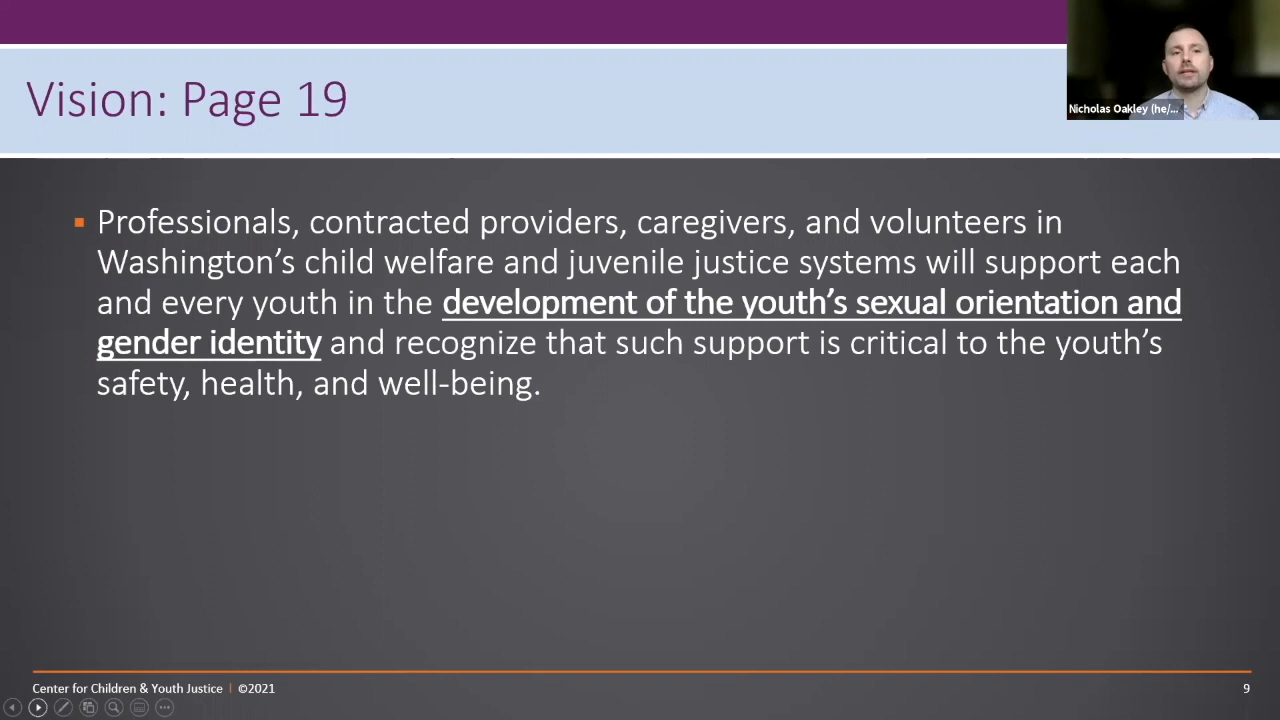 Vision: Page 19
Nicholas Oakley (he/...
Professionals, contracted providers, caregivers, and volunteers in
Washington’s child welfare and juvenile justice systems will support each
and every youth in the development of the youth’s sexual orientation and
gender identity and recognize that such support is critical to the youth’s
safety, health, and well-being.
Center for Children & Youth Justice | ©2021
9